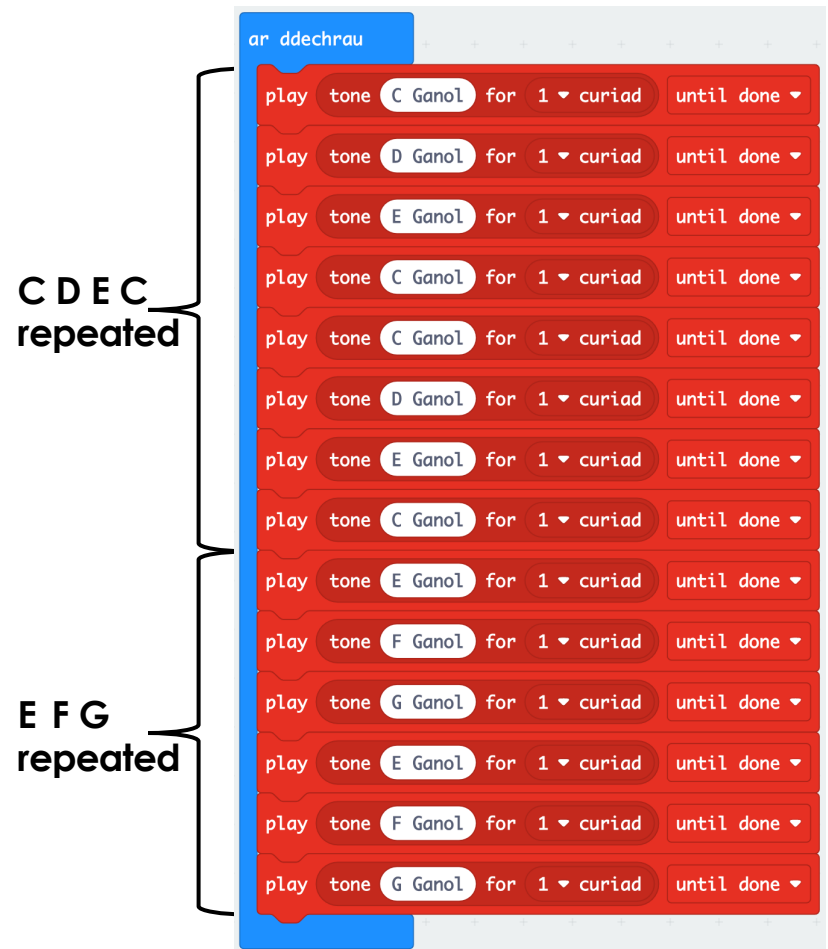 ar ddechrau
play tone C Ganol for 1 curiad until done
play tone D Ganol for 1 curiad until done
play tone E Ganol for 1 curiad until done
play tone C Ganol for 1 curiad until done
play tone C Ganol for 1 curiad until done
play tone D Ganol for 1 curiad until done
play tone E Ganol for 1 curiad until done
play tone C Ganol for 1 curiad until done
play tone E Ganol for 1 curiad until done
play tone F Ganol for 1 curiad until done
play tone G Ganol for 1 curiad until done
play tone E Ganol for 1 curiad until done
play tone F Ganol for 1 curiad until done
play tone G Ganol for 1 curiad until done
C D E C
repeated
E F G
repeated